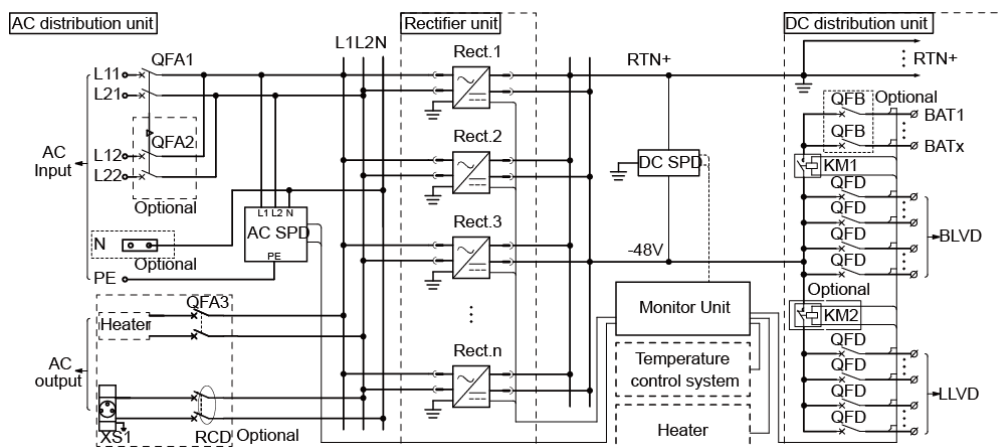 AC distribution unit
Rectifier unit
DC distribution unit
L1L2N
QFA1
Rect.1
RTN+
RTN+
L11
L21
QFB
Optional
BAT1
QFA2
Rect.2
QFB
BATx
L12
AC
Input
L22
DC SPD
KM1
Optional
QFD
L1 L2 N
AC SPD
Rect.3
QFD
N
QFD
BLVD
Optional
PE
-48V
QFD
PE
Optional
QFA3
Monitor Unit
KM2
Heater
Rect.n
QFD
AC
output
Temperature
control system
QFD
QFD
LLVD
Heater
QFD
XS1
RCD
Optional